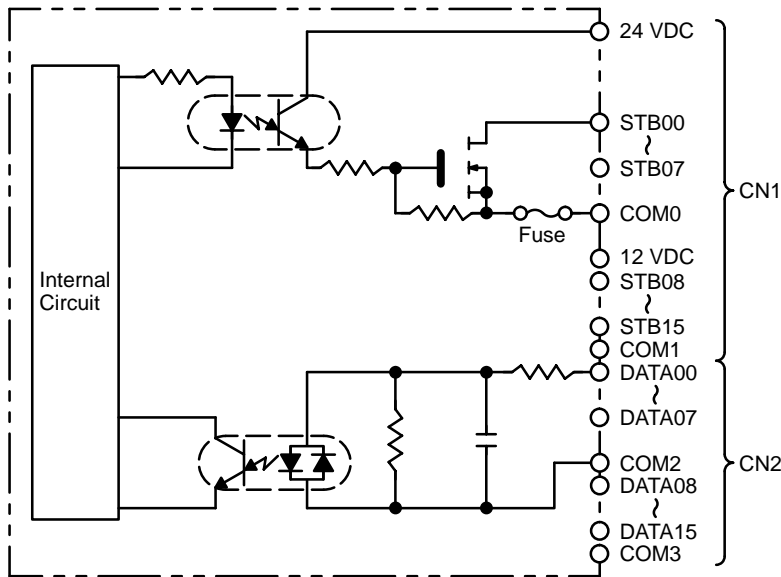 24 VDC
STB00
~
STB07
CN1
COM0
Fuse
12 VDC
Internal
Circuit
STB08
~
STB15
COM1
DATA00
~
DATA07
COM2
CN2
DATA08
~
DATA15
COM3